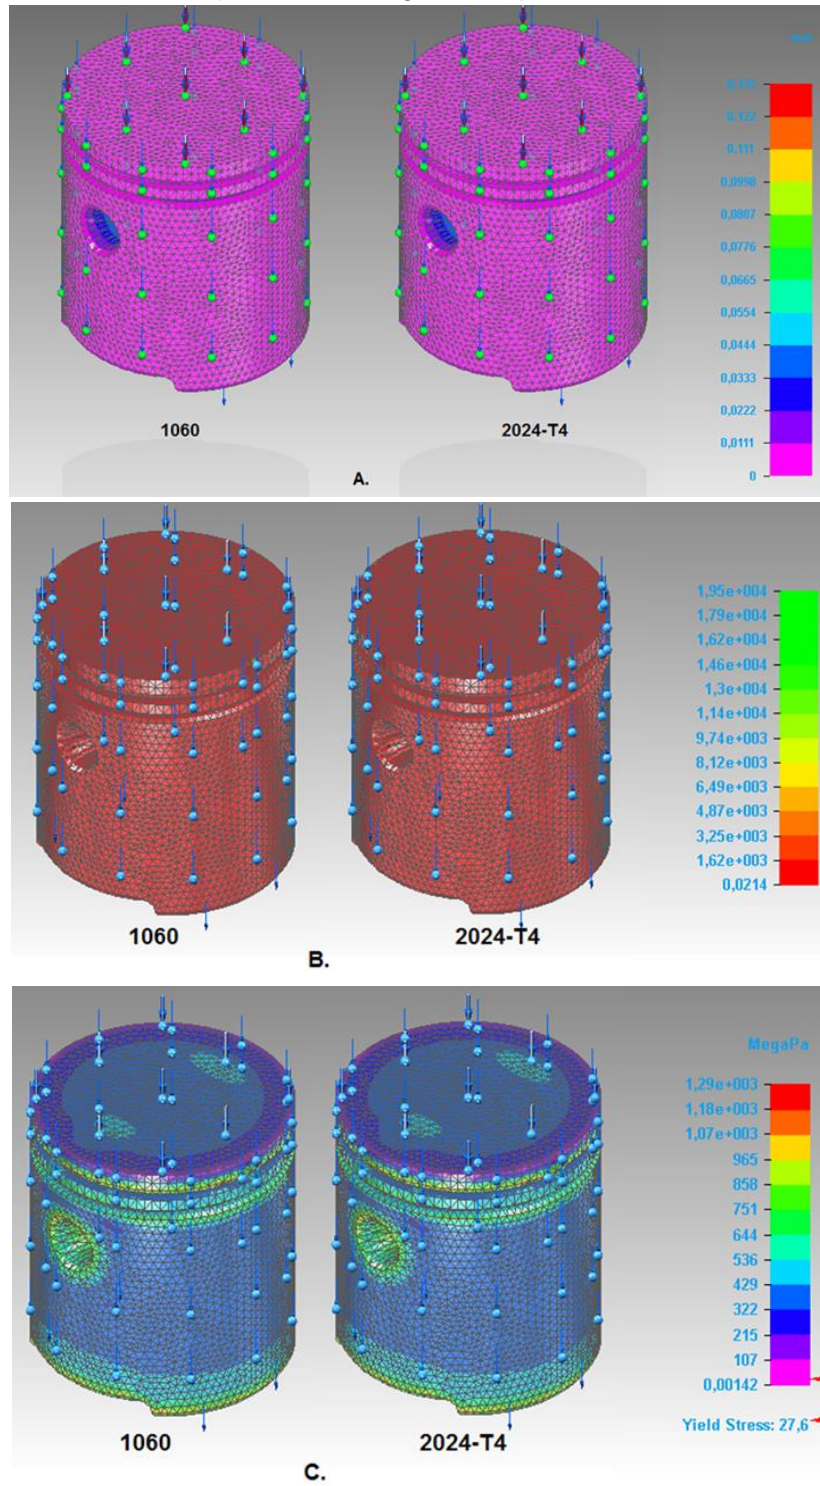 0,122
0,111
0,0998
0,0887
0,0776
0,0665
0,0554
0,0444
0,0333
0,0222
0,0111
0
1060 2024-T4
A.
1,95e+004
1,79e+004
1,62e+004
1,46e+004
1,3e+004
1,14e+004
9,74e+003
8,12e+003
6,49e+003
4,87e+003
3,25e+003
1,62e+003
0,0214
1060 2024-T4
B.
MegaPa
1,29e+003
1,18e+003
1,07e+003
965
858
751
644
536
429
322
215
107
0,00142
Yield Stress: 27,6
1060 2024-T4
C.